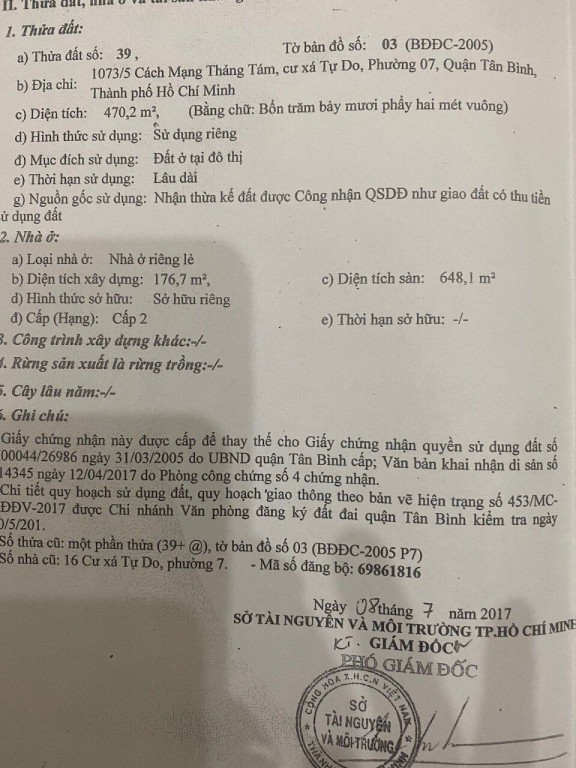 II. Thửa đất, nhà ở và tài sản
1. Thửa đất:
a) Thửa đất số: 39 , Tờ bản đồ số: 03 (BĐĐC-2005)
b) Địa chỉ: 1073/5 Cách Mạng Tháng Tám, cư xá Tự Do, Phường 07, Quận Tân Bình,
Thành phố Hồ Chí Minh
c) Diện tích: 470,2 m², (Bằng chữ: Bốn trăm bảy mươi phẩy hai mét vuông)
d) Hình thức sử dụng: Sử dụng riêng
đ) Mục đích sử dụng: Đất ở tại đô thị
e) Thời hạn sử dụng: Lâu dài
g) Nguồn gốc sử dụng: Nhận thừa kế đất được Công nhận QSDĐ như giao đất có thu tiền
ử dụng đất
2. Nhà ở:
a) Loại nhà ở: Nhà ở riêng lẻ
b) Diện tích xây dựng: 176,7 m², c) Diện tích sàn: 648,1 m²
d) Hình thức sở hữu: Sở hữu riêng
đ) Cấp (Hạng): Cấp 2 e) Thời hạn sở hữu: -/-
3. Công trình xây dựng khác:-/-
4. Rừng sản xuất là rừng trồng:-/-
5. Cây lâu năm:-/-
6. Ghi chú:
Giấy chứng nhận này được cấp để thay thế cho Giấy chứng nhận quyền sử dụng đất số
00044/26986 ngày 31/03/2005 do UBND quận Tân Bình cấp; Văn bản khai nhận di sản số
14345 ngày 12/04/2017 do Phòng công chứng số 4 chứng nhận.
Chi tiết quy hoạch sử dụng đất, quy hoạch giao thông theo bản vẽ hiện trạng số 453/MC-
ĐĐV-2017 được Chi nhánh Văn phòng đăng ký đất đai quận Tân Bình kiểm tra ngày
0/5/201.
Số thửa cũ: một phần thửa (39+ @), tờ bản đồ số 03 (BĐĐC-2005 P7)
Số nhà cũ: 16 Cư xá Tự Do, phường 7. - Mã số đăng bộ: 69861816
Ngày 08 tháng 7 năm 2017
SỞ TÀI NGUYÊN VÀ MÔI TRƯỜNG TP.HỒ CHÍ MINH
KT. GIÁM ĐỐC
PHÓ GIÁM ĐỐC
CỘNG HÒA X.H.C.N VIỆT NAM
SỞ
TÀI NGUYÊN
VÀ MÔI TRƯỜNG